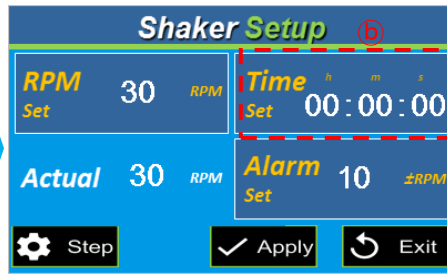 Shaker Setup
ⓑ
RPM Set 30 RPM
Time Set h m s 00:00:00
Actual 30 RPM
Alarm Set 10 ±RPM
Step
Apply
Exit